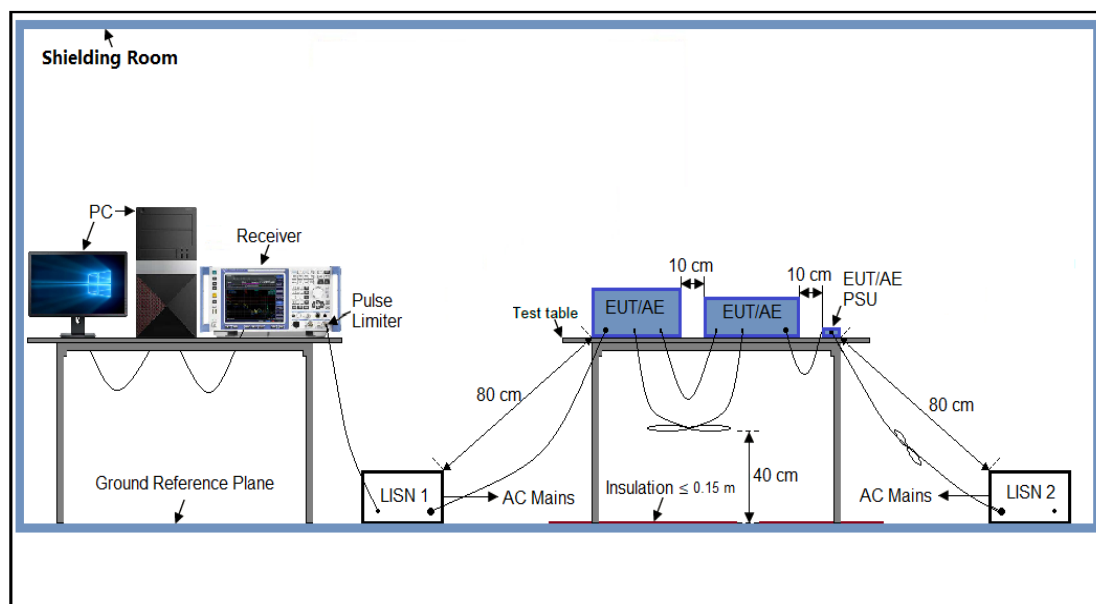 Shielding Room
PC
Receiver
Pulse
Limiter
10 cm
10 cm
EUT/AE
PSU
EUT/AE
EUT/AE
Test table
80 cm
80 cm
40 cm
Ground Reference Plane
LISN 1
AC Mains
Insulation ≤ 0.15 m
AC Mains
LISN 2